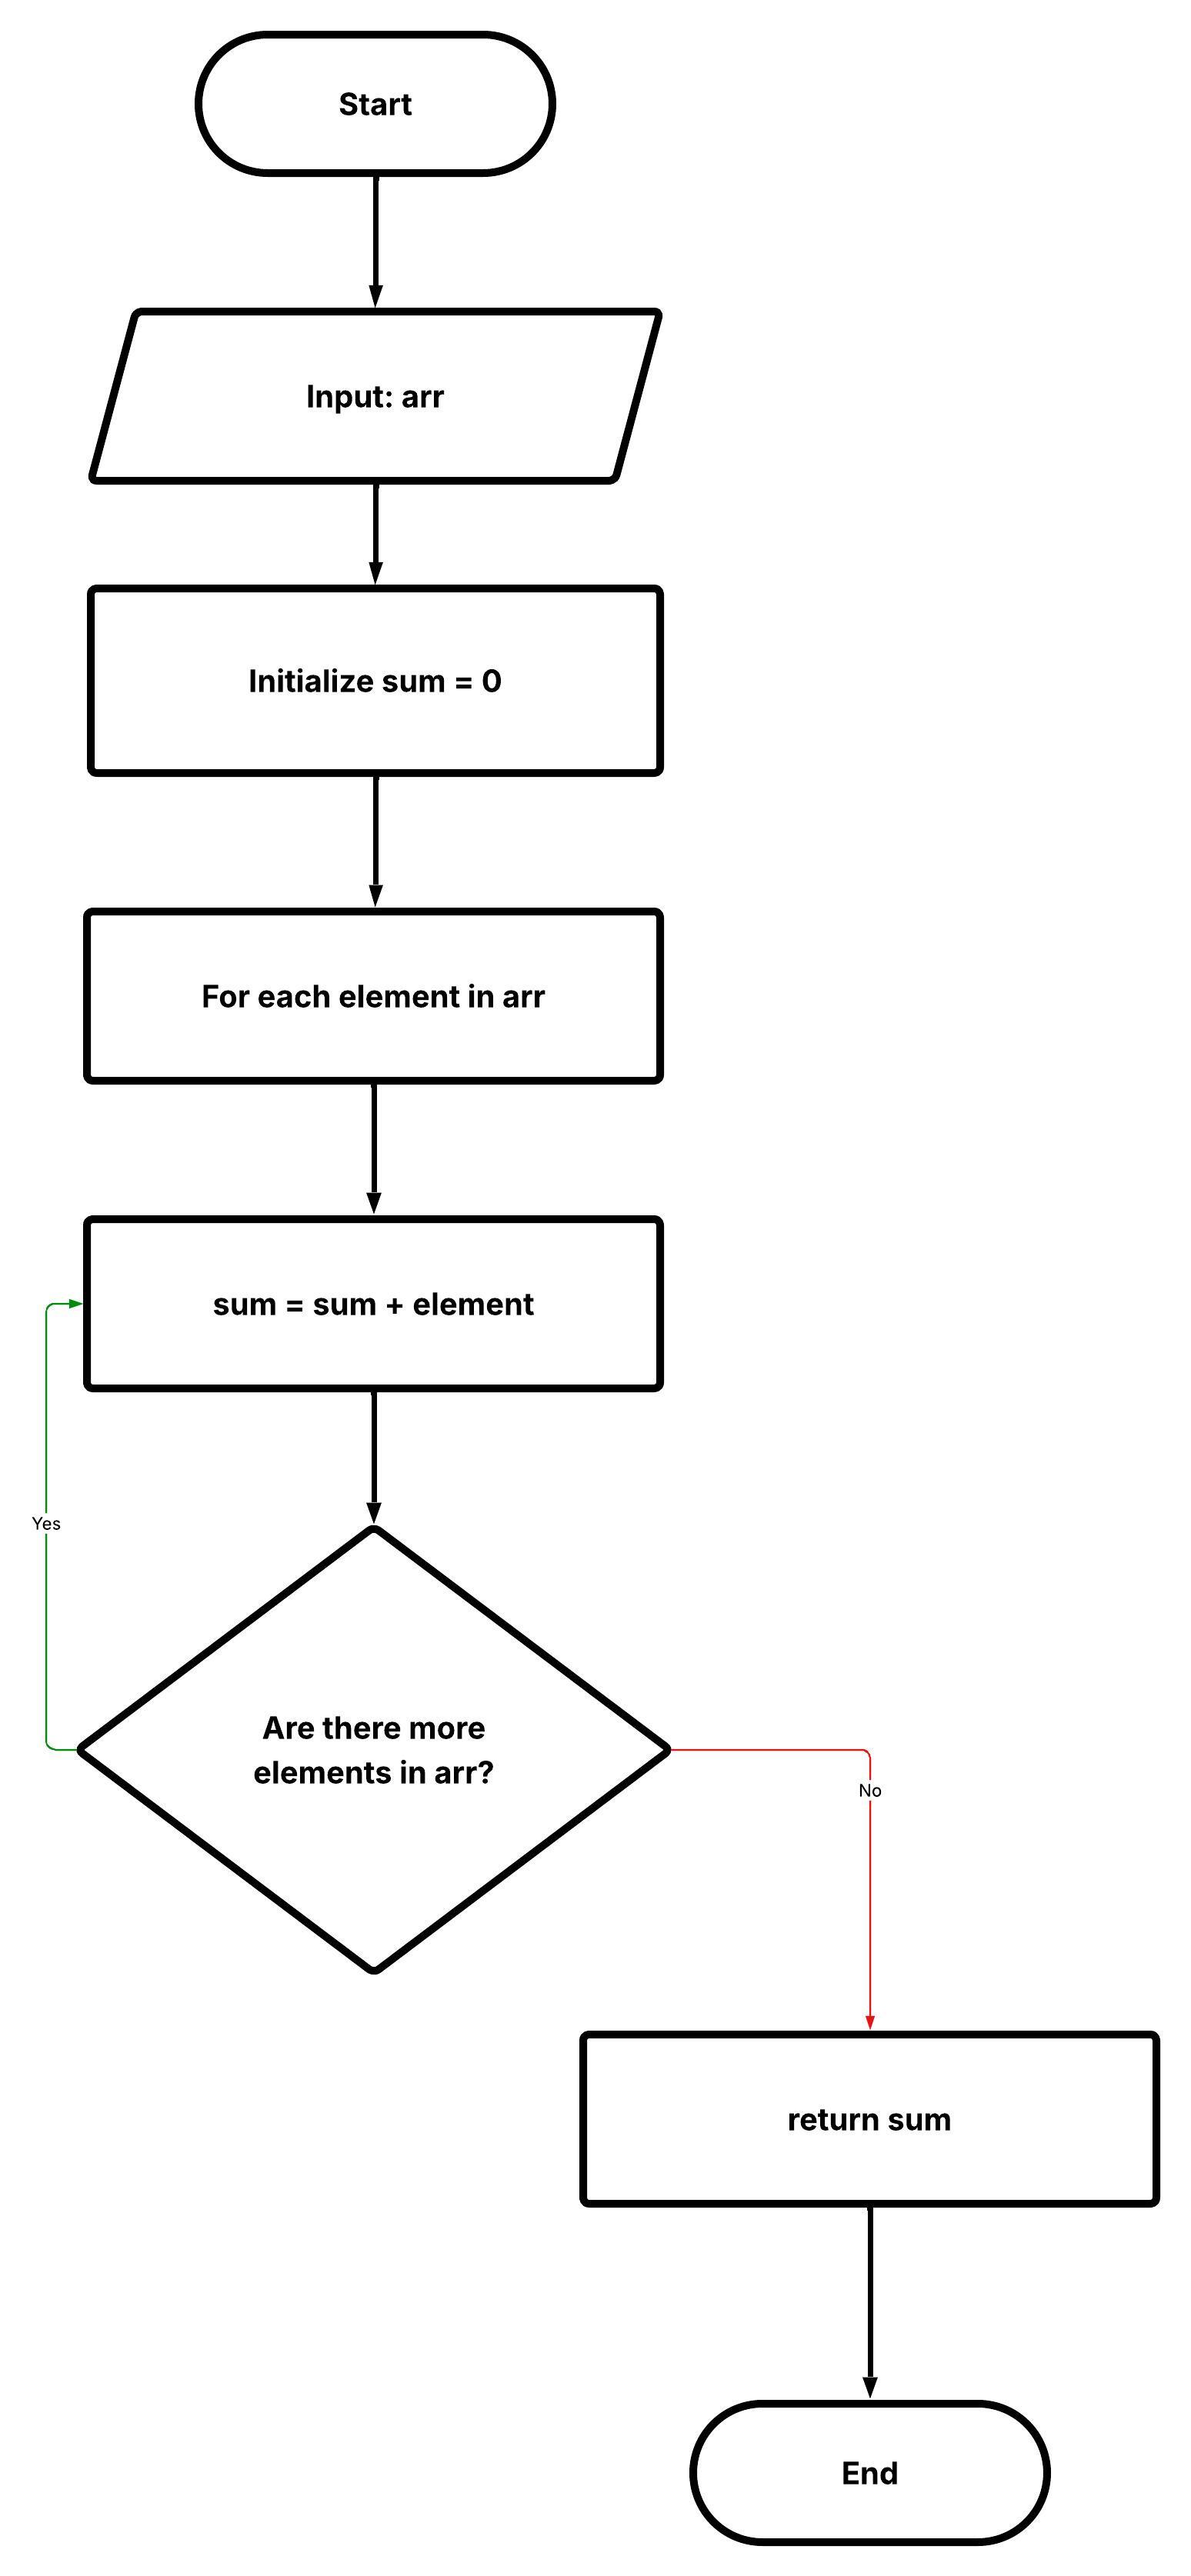 Start
Input: arr
Initialize sum = 0
For each element in arr
sum = sum + element
Yes
Are there more
elements in arr?
No
return sum
End